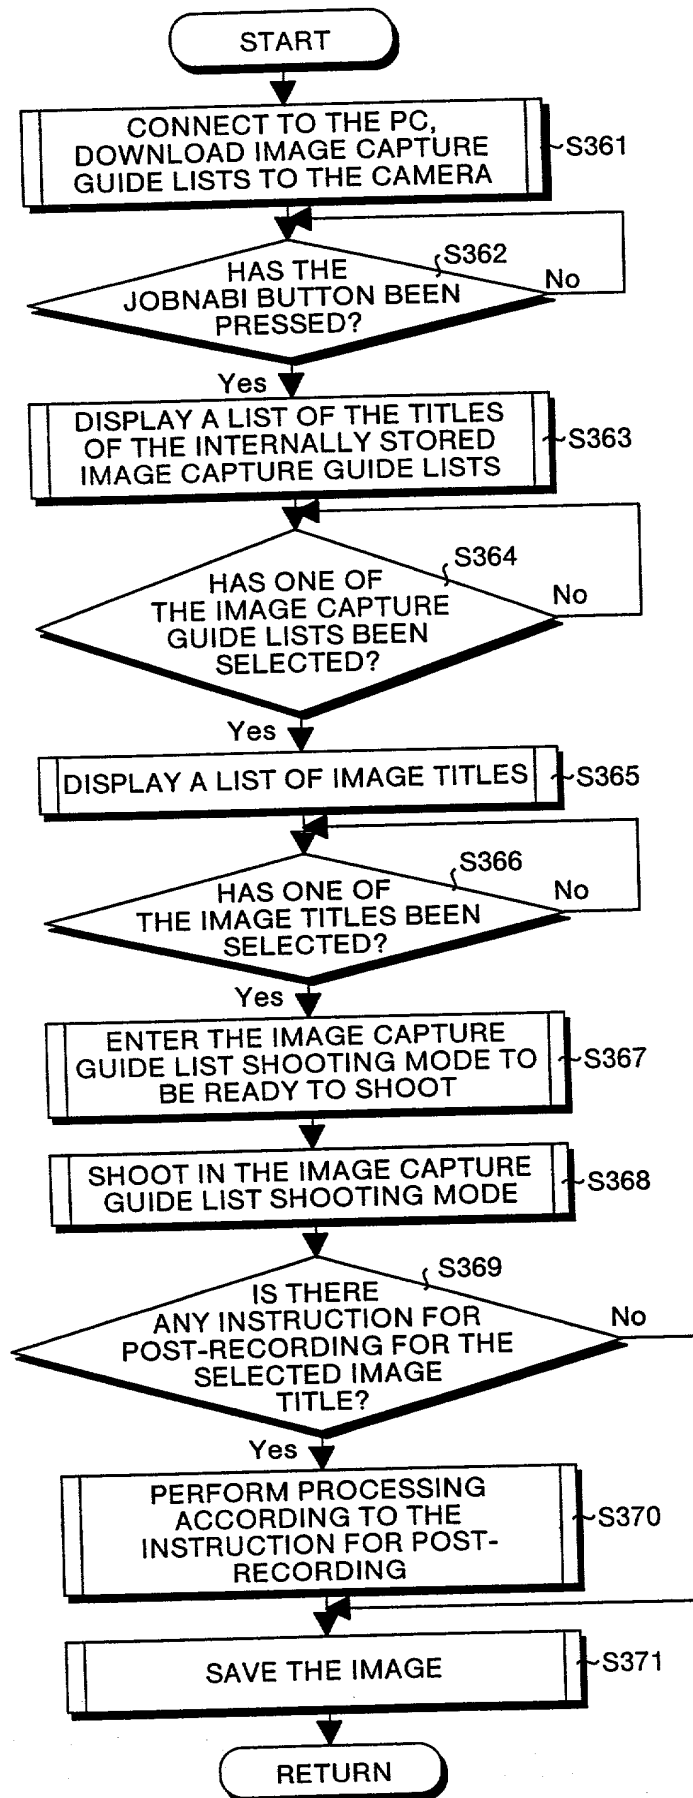 START
CONNECT TO THE PC,
DOWNLOAD IMAGE CAPTURE
GUIDE LISTS TO THE CAMERA
S361
S362
HAS THE
JOBNABI BUTTON BEEN
PRESSED?
No
Yes
DISPLAY A LIST OF THE TITLES
OF THE INTERNALLY STORED
IMAGE CAPTURE GUIDE LISTS
S363
S364
HAS ONE OF
THE IMAGE CAPTURE
GUIDE LISTS BEEN
SELECTED?
No
Yes
DISPLAY A LIST OF IMAGE TITLES
S365
S366
HAS ONE OF
THE IMAGE TITLES BEEN
SELECTED?
No
Yes
ENTER THE IMAGE CAPTURE
GUIDE LIST SHOOTING MODE TO
BE READY TO SHOOT
S367
SHOOT IN THE IMAGE CAPTURE
GUIDE LIST SHOOTING MODE
S368
S369
IS THERE
ANY INSTRUCTION FOR
POST-RECORDING FOR THE
SELECTED IMAGE
TITLE?
No
Yes
PERFORM PROCESSING
ACCORDING TO THE
INSTRUCTION FOR POST-
RECORDING
S370
SAVE THE IMAGE
S371
RETURN